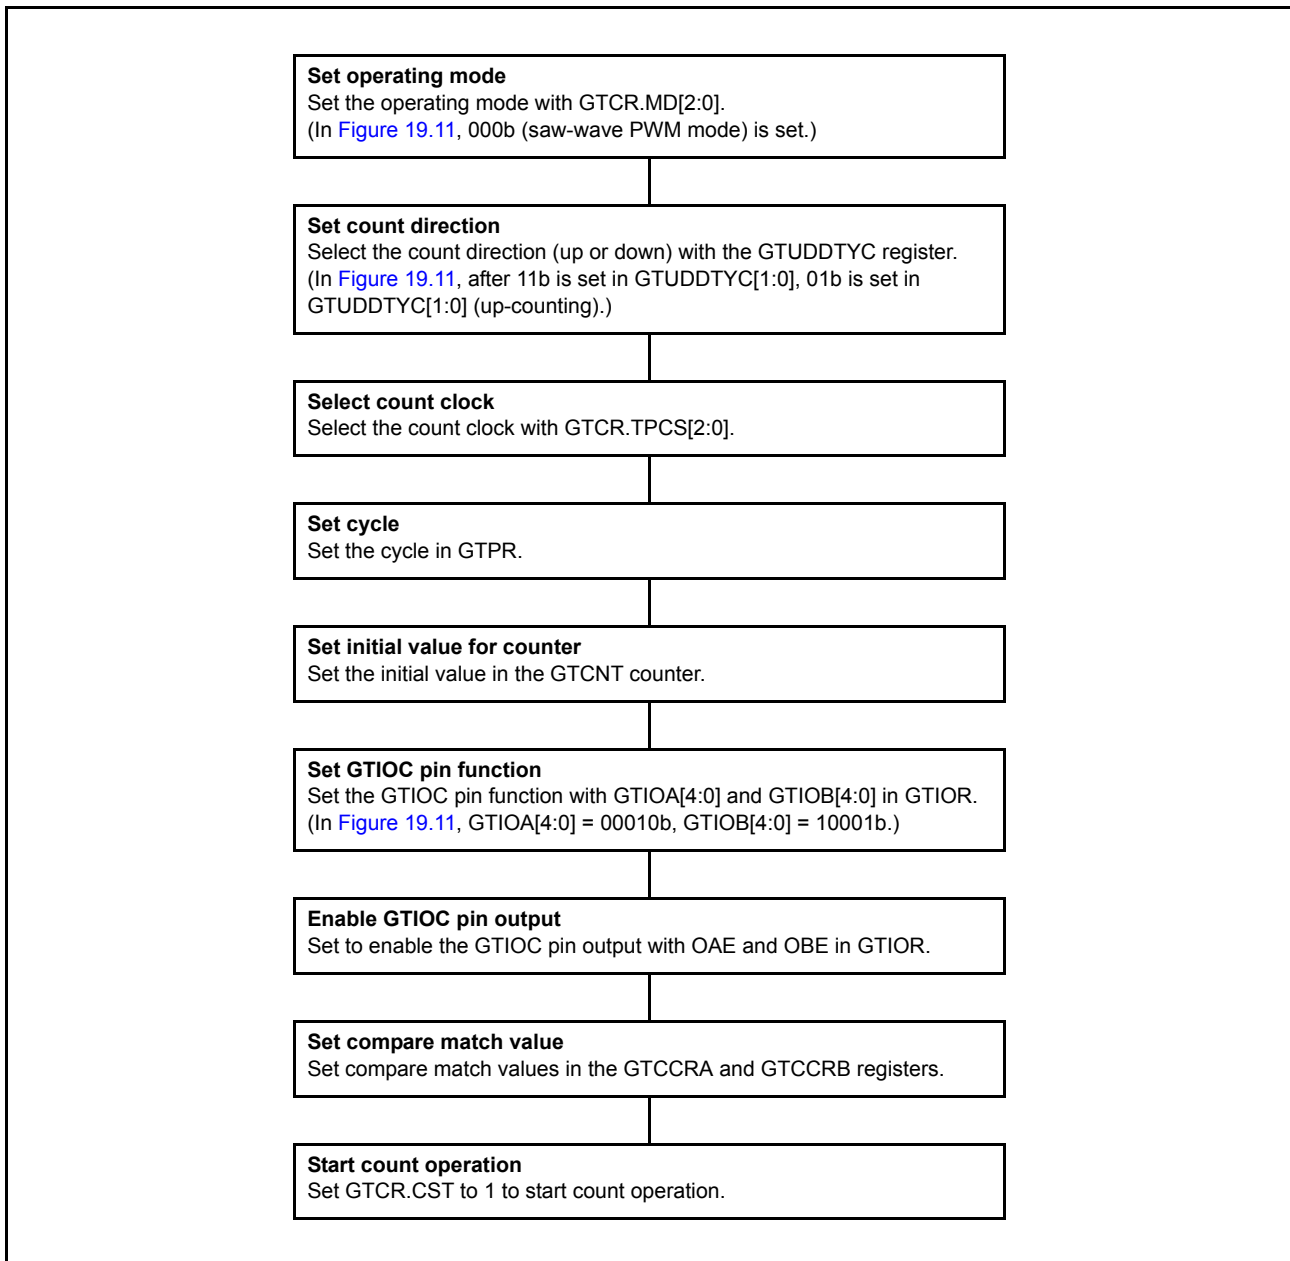 Set operating mode
Set the operating mode with GTCR.MD[2:0].
(In Figure 19.11, 000b (saw-wave PWM mode) is set.)
Set count direction
Select the count direction (up or down) with the GTUDDTYC register.
(In Figure 19.11, after 11b is set in GTUDDTYC[1:0], 01b is set in
GTUDDTYC[1:0] (up-counting).)
Select count clock
Select the count clock with GTCR.TPCS[2:0].
Set cycle
Set the cycle in GTPR.
Set initial value for counter
Set the initial value in the GTCNT counter.
Set GTIOC pin function
Set the GTIOC pin function with GTIOA[4:0] and GTIOB[4:0] in GTIOR.
(In Figure 19.11, GTIOA[4:0] = 00010b, GTIOB[4:0] = 10001b.)
Enable GTIOC pin output
Set to enable the GTIOC pin output with OAE and OBE in GTIOR.
Set compare match value
Set compare match values in the GTCCRA and GTCCRB registers.
Start count operation
Set GTCR.CST to 1 to start count operation.